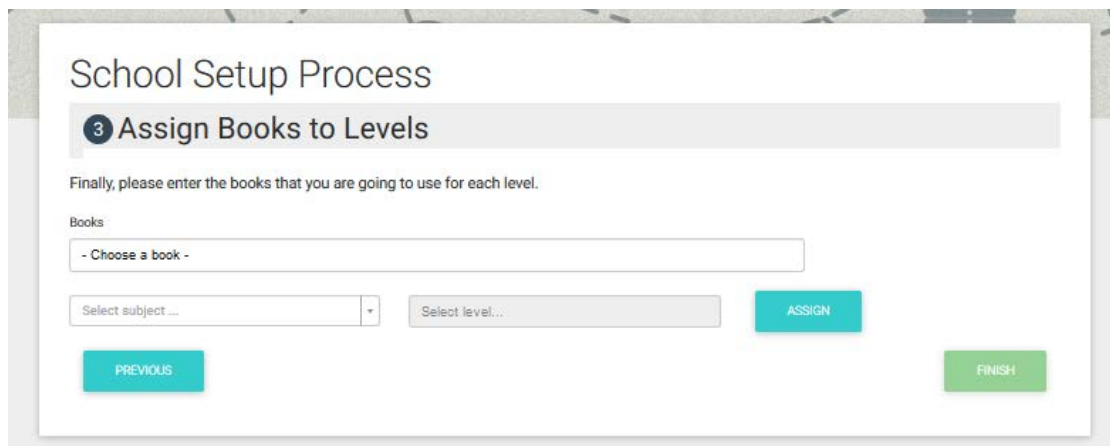 School Setup Process
3 Assign Books to Levels
Finally, please enter the books that you are going to use for each level.
Books
- Choose a book -
Select subject ...
Select level...
ASSIGN
PREVIOUS
FINISH